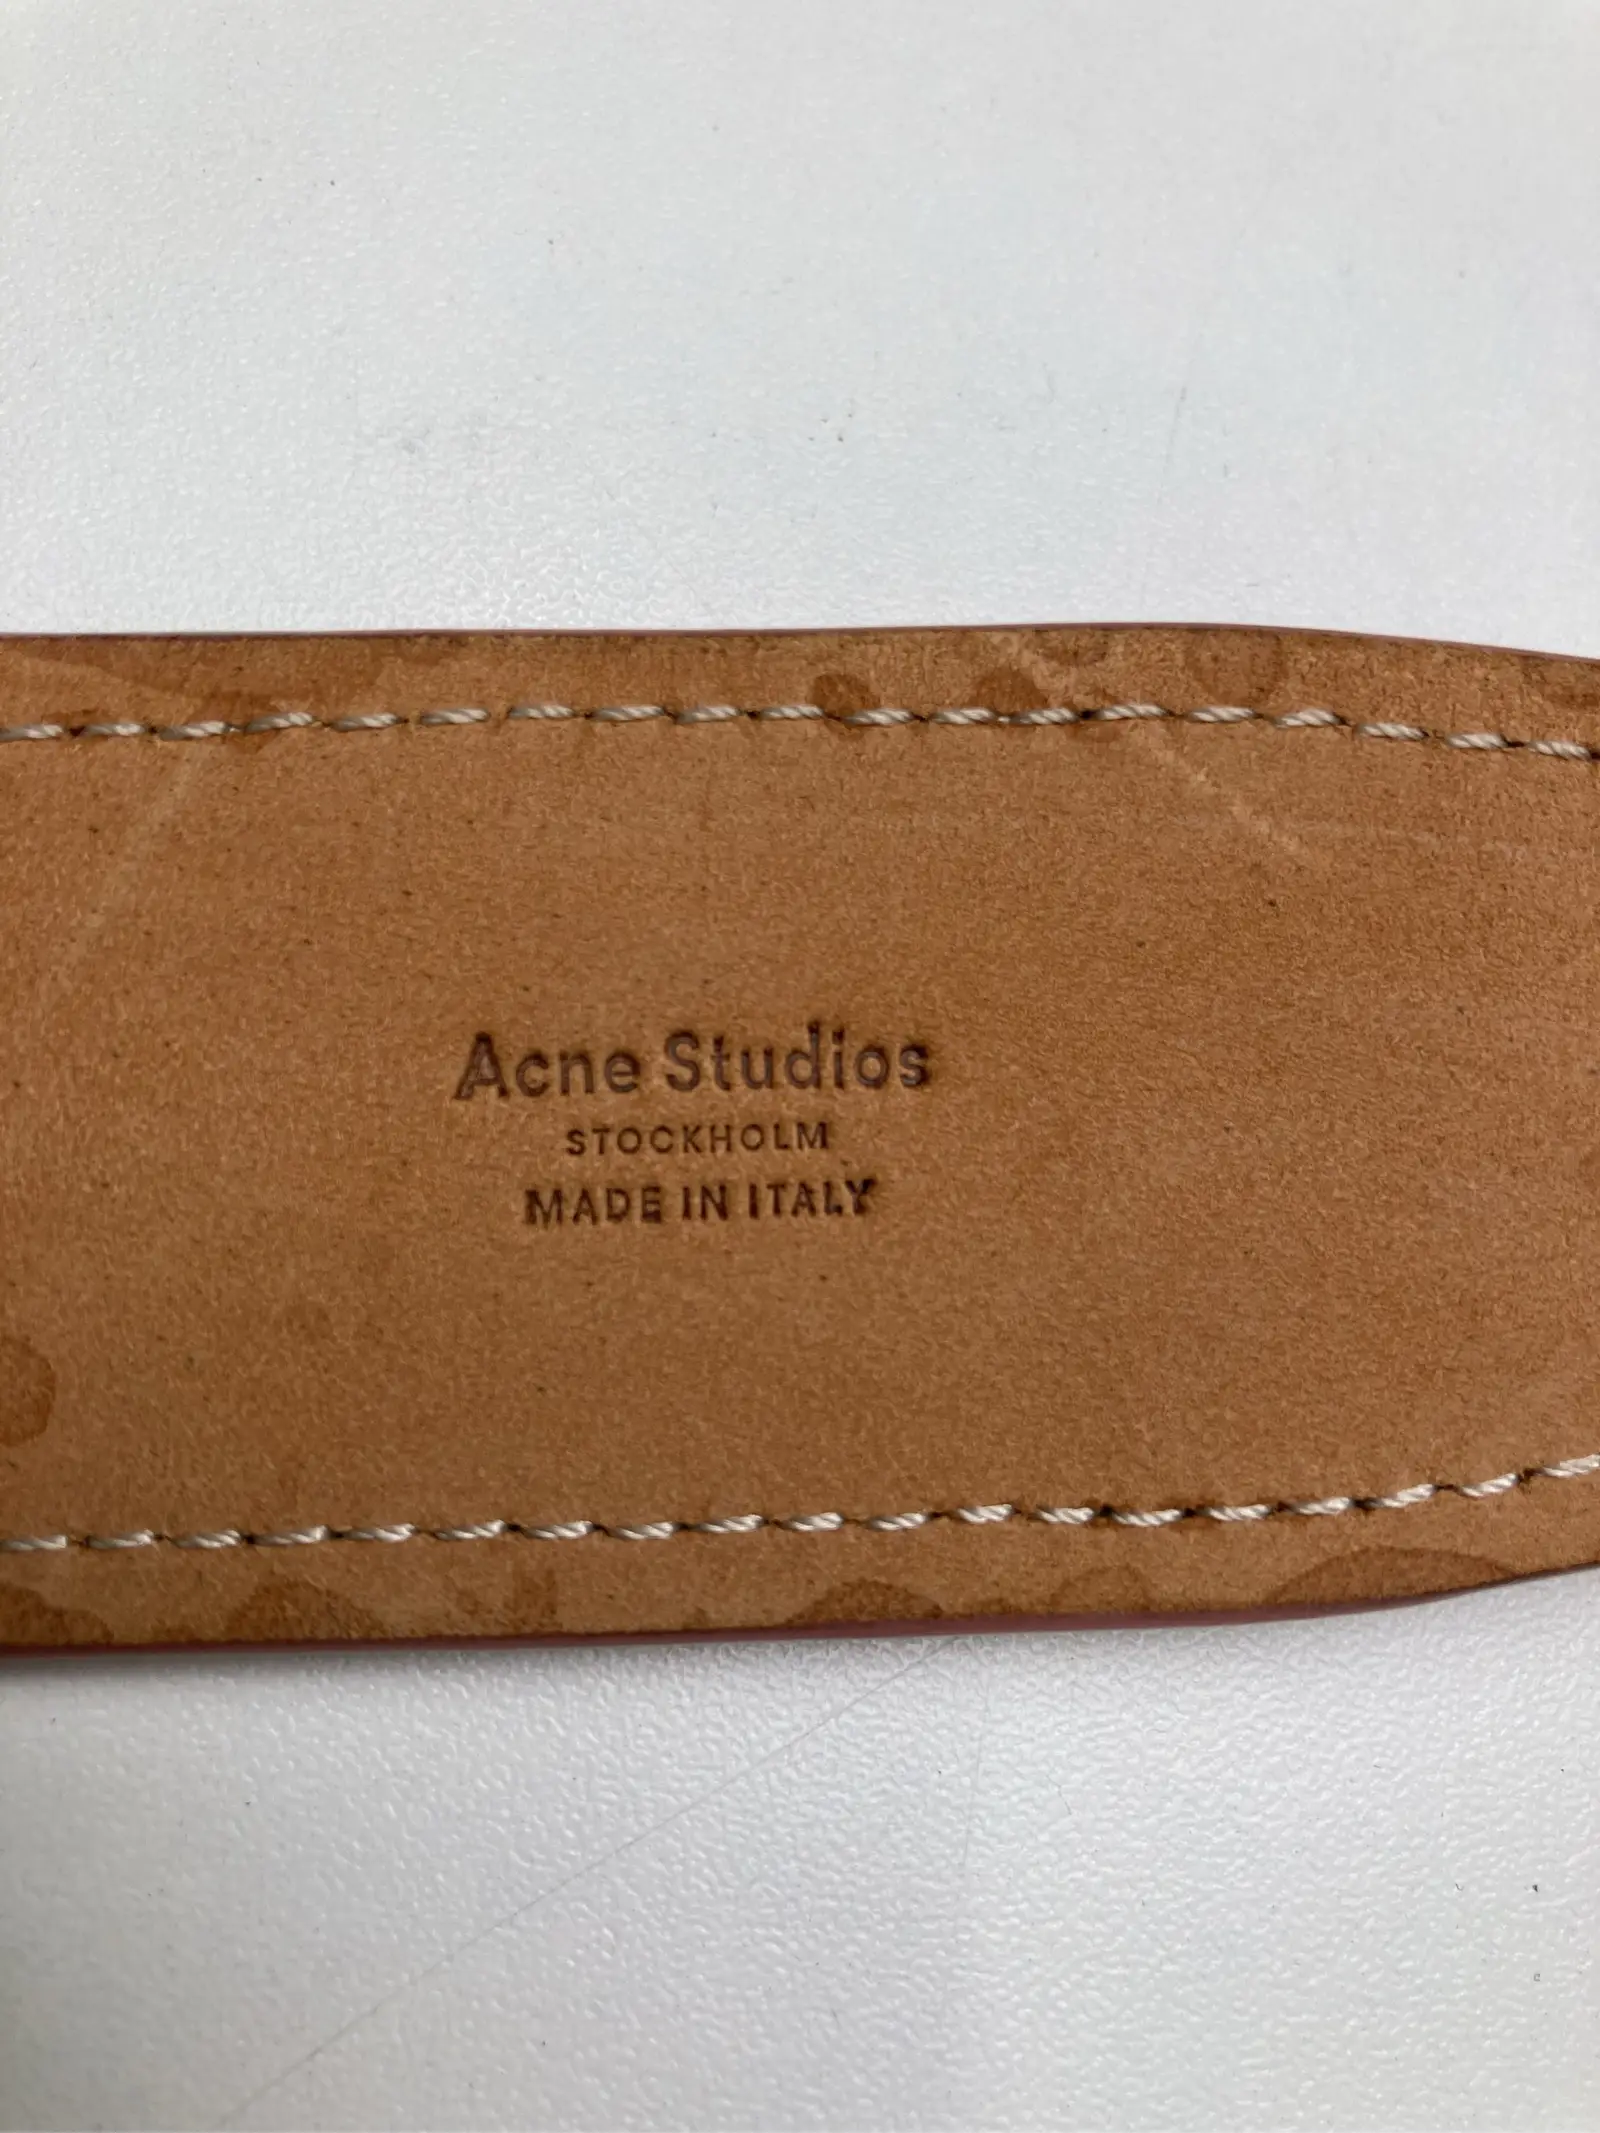 Acne Studios
STOCKHOLM
MADE IN ITALY